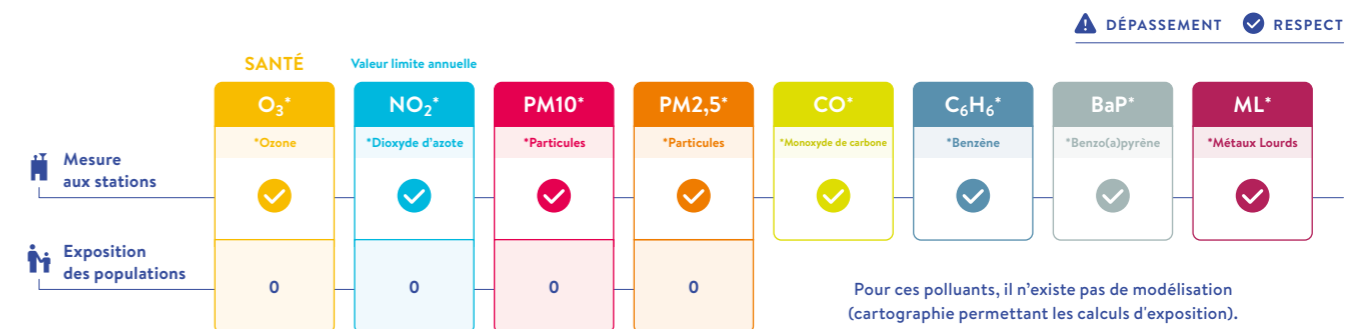 DÉPASSEMENT RESPECT
SANTÉ Valeur limite annuelle
O₃* NO₂* PM10* PM2,5* CO* C₆H₆* BaP* ML*
*Ozone *Dioxyde d'azote *Particules *Particules *Monoxyde de carbone *Benzène *Benzo(a)pyrène *Métaux Lourds
Mesure
aux stations
Exposition
des populations
0 0 0 0
Pour ces polluants, il n'existe pas de modélisation
(cartographie permettant les calculs d'exposition).